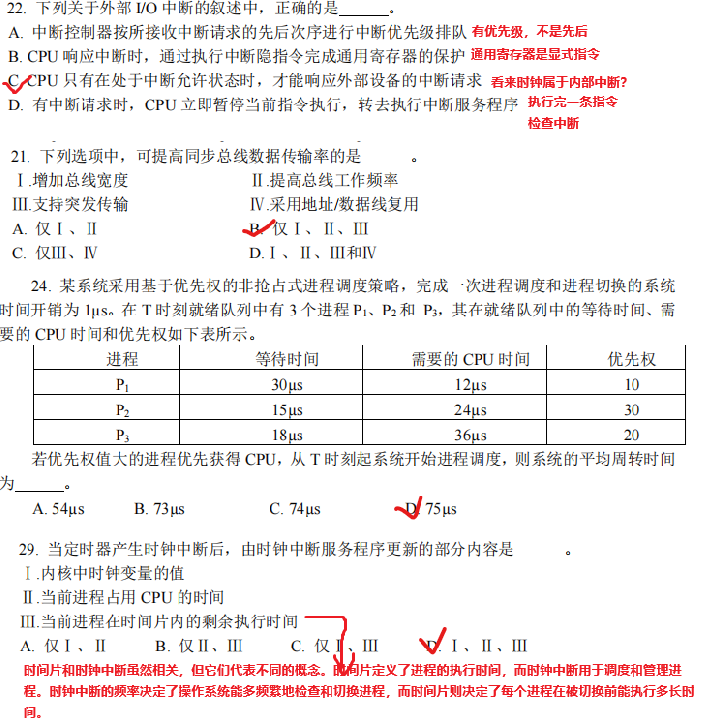 22. 下列关于外部 I/O 中断的叙述中，正确的是______。
A. 中断控制器按所接收中断请求的先后次序进行中断优先级排队 有优先级，不是先后
B. CPU 响应中断时，通过执行中断隐指令完成通用寄存器的保护 通用寄存器是显式指令
C. CPU 只有在处于中断允许状态时，才能响应外部设备的中断请求 看来时钟属于内部中断?
D. 有中断请求时，CPU 立即暂停当前指令执行，转去执行中断服务程序 执行完一条指令
检查中断
21. 下列选项中，可提高同步总线数据传输率的是 。
Ⅰ.增加总线宽度 Ⅱ.提高总线工作频率
Ⅲ.支持突发传输 Ⅳ.采用地址/数据线复用
A. 仅Ⅰ、Ⅱ B. 仅Ⅰ、Ⅱ、Ⅲ
C. 仅Ⅲ、Ⅳ D.Ⅰ、Ⅱ、Ⅲ和Ⅳ
24. 某系统采用基于优先权的非抢占式进程调度策略，完成一次进程调度和进程切换的系统
时间开销为 1μs。在 T 时刻就绪队列中有 3 个进程 P₁、P₂ 和 P₃，其在就绪队列中的等待时间、需
要的 CPU 时间和优先权如下表所示。
进程 等待时间 需要的 CPU 时间 优先权
P₁ 30μs 12μs 10
P₂ 15μs 24μs 30
P₃ 18μs 36μs 20
若优先权值大的进程优先获得 CPU，从 T 时刻起系统开始进程调度，则系统的平均周转时间
为______。
A. 54μs B. 73μs C. 74μs D. 75μs
29. 当定时器产生时钟中断后，由时钟中断服务程序更新的部分内容是 。
Ⅰ.内核中时钟变量的值
Ⅱ.当前进程占用 CPU 的时间
Ⅲ.当前进程在时间片内的剩余执行时间
A. 仅Ⅰ、Ⅱ B. 仅Ⅱ、Ⅲ C. 仅Ⅰ、Ⅲ D. Ⅰ、Ⅱ、Ⅲ
时间片和时钟中断虽然相关，但它们代表不同的概念。时间片定义了进程的执行时间，而时钟中断用于调度和管理进
程。时钟中断的频率决定了操作系统能多频繁地检查和切换进程，而时间片则决定了每个进程在被切换前能执行多长时
间。